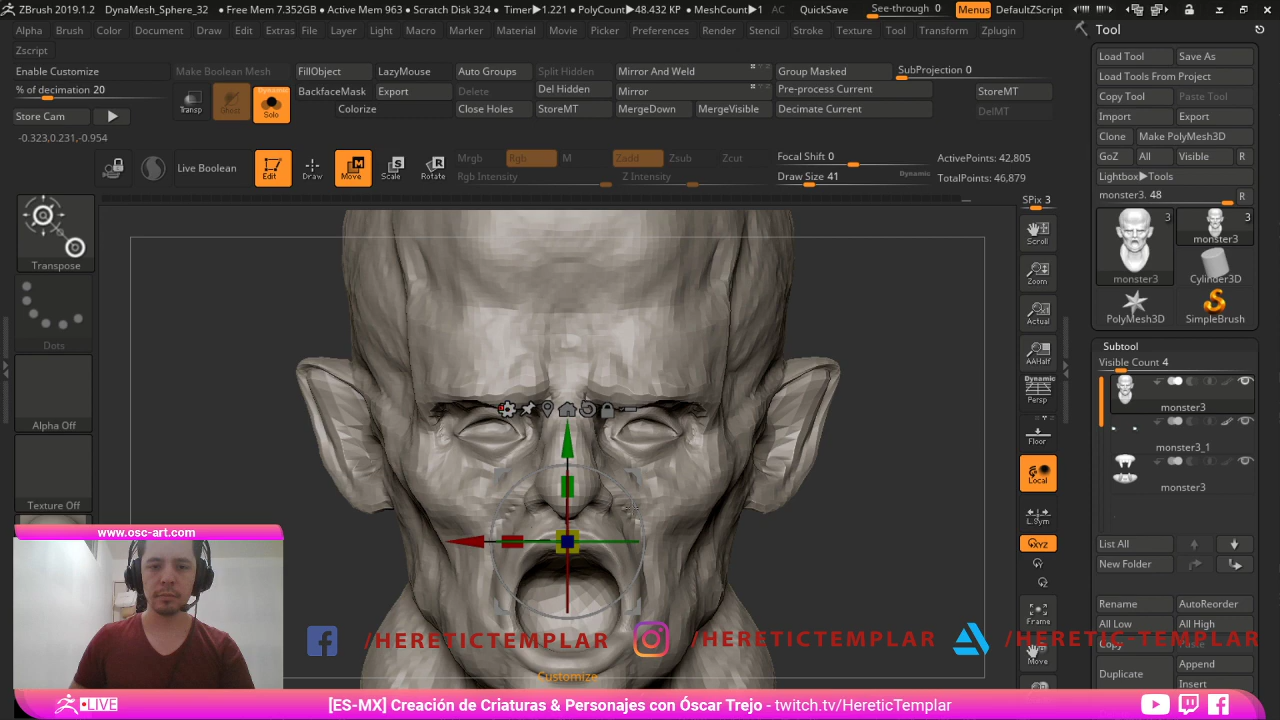 ZBrush 2019.1.2 DynaMesh_Sphere_32 • Free Mem 7.352GB • Active Mem 963 • Scratch Disk 324 • Timer▶1.221 • PolyCount▶48.432 KP • MeshCount▶1 AC QuickSave See-through 0 Menus DefaultZScript
Alpha Brush Color Document Draw Edit Extras File Layer Light Macro Marker Material Movie Picker Preferences Render Stencil Stroke Texture Tool Transform Zplugin
Zscript
Enable Customize Make Boolean Mesh FillObject LazyMouse Auto Groups Split Hidden Mirror And Weld Group Masked SubProjection 0
% of decimation 20 Transp Ghost Dynamic Solo BackfaceMask Export Delete Del Hidden Mirror Pre-process Current StoreMT
Store Cam Colorize Close Holes StoreMT MergeDown MergeVisible Decimate Current DelMT
-0.323,0.231,-0.954
Live Boolean Edit Draw Move Scale Rotate Mrgb Rgb M Zadd Zsub Zcut Focal Shift 0 ActivePoints: 42,805
Rgb Intensity Z Intensity Draw Size 41 Dynamic TotalPoints: 46,879
Transpose
Dots
Alpha Off
Texture Off
SPix 3
Scroll
Zoom
Actual
AAHalf
Dynamic
Persp
Floor
Local
L.Sym
XYZ
Frame
Move
Tool
Load Tool Save As
Load Tools From Project
Copy Tool Paste Tool
Import Export
Clone Make PolyMesh3D
GoZ All Visible R
Lightbox▶Tools
monster3. 48 R
3 3
monster3
monster3 Cylinder3D
PolyMesh3D SimpleBrush
Subtool
Visible Count 4
monster3
monster3_1
monster3
List All
New Folder
Rename AutoReorder
All Low All High
Copy Paste
Duplicate Append
Insert
www.osc-art.com
/HERETICTEMPLAR /HERETICTEMPLAR /HERETIC_TEMPLAR
Customize
LIVE [ES-MX] Creación de Criaturas & Personajes con Óscar Trejo - twitch.tv/HereticTemplar